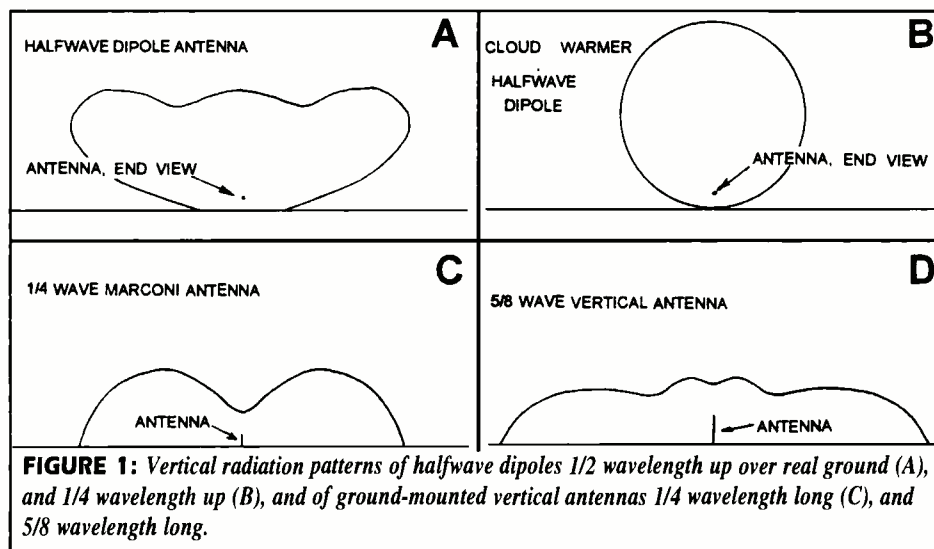 A
HALFWAVE DIPOLE ANTENNA
ANTENNA, END VIEW
B
CLOUD WARMER
HALFWAVE
DIPOLE
ANTENNA, END VIEW
C
1/4 WAVE MARCONI ANTENNA
ANTENNA
D
5/8 WAVE VERTICAL ANTENNA
ANTENNA
FIGURE 1: Vertical radiation patterns of halfwave dipoles 1/2 wavelength up over real ground (A),
and 1/4 wavelength up (B), and of ground-mounted vertical antennas 1/4 wavelength long (C), and
5/8 wavelength long.